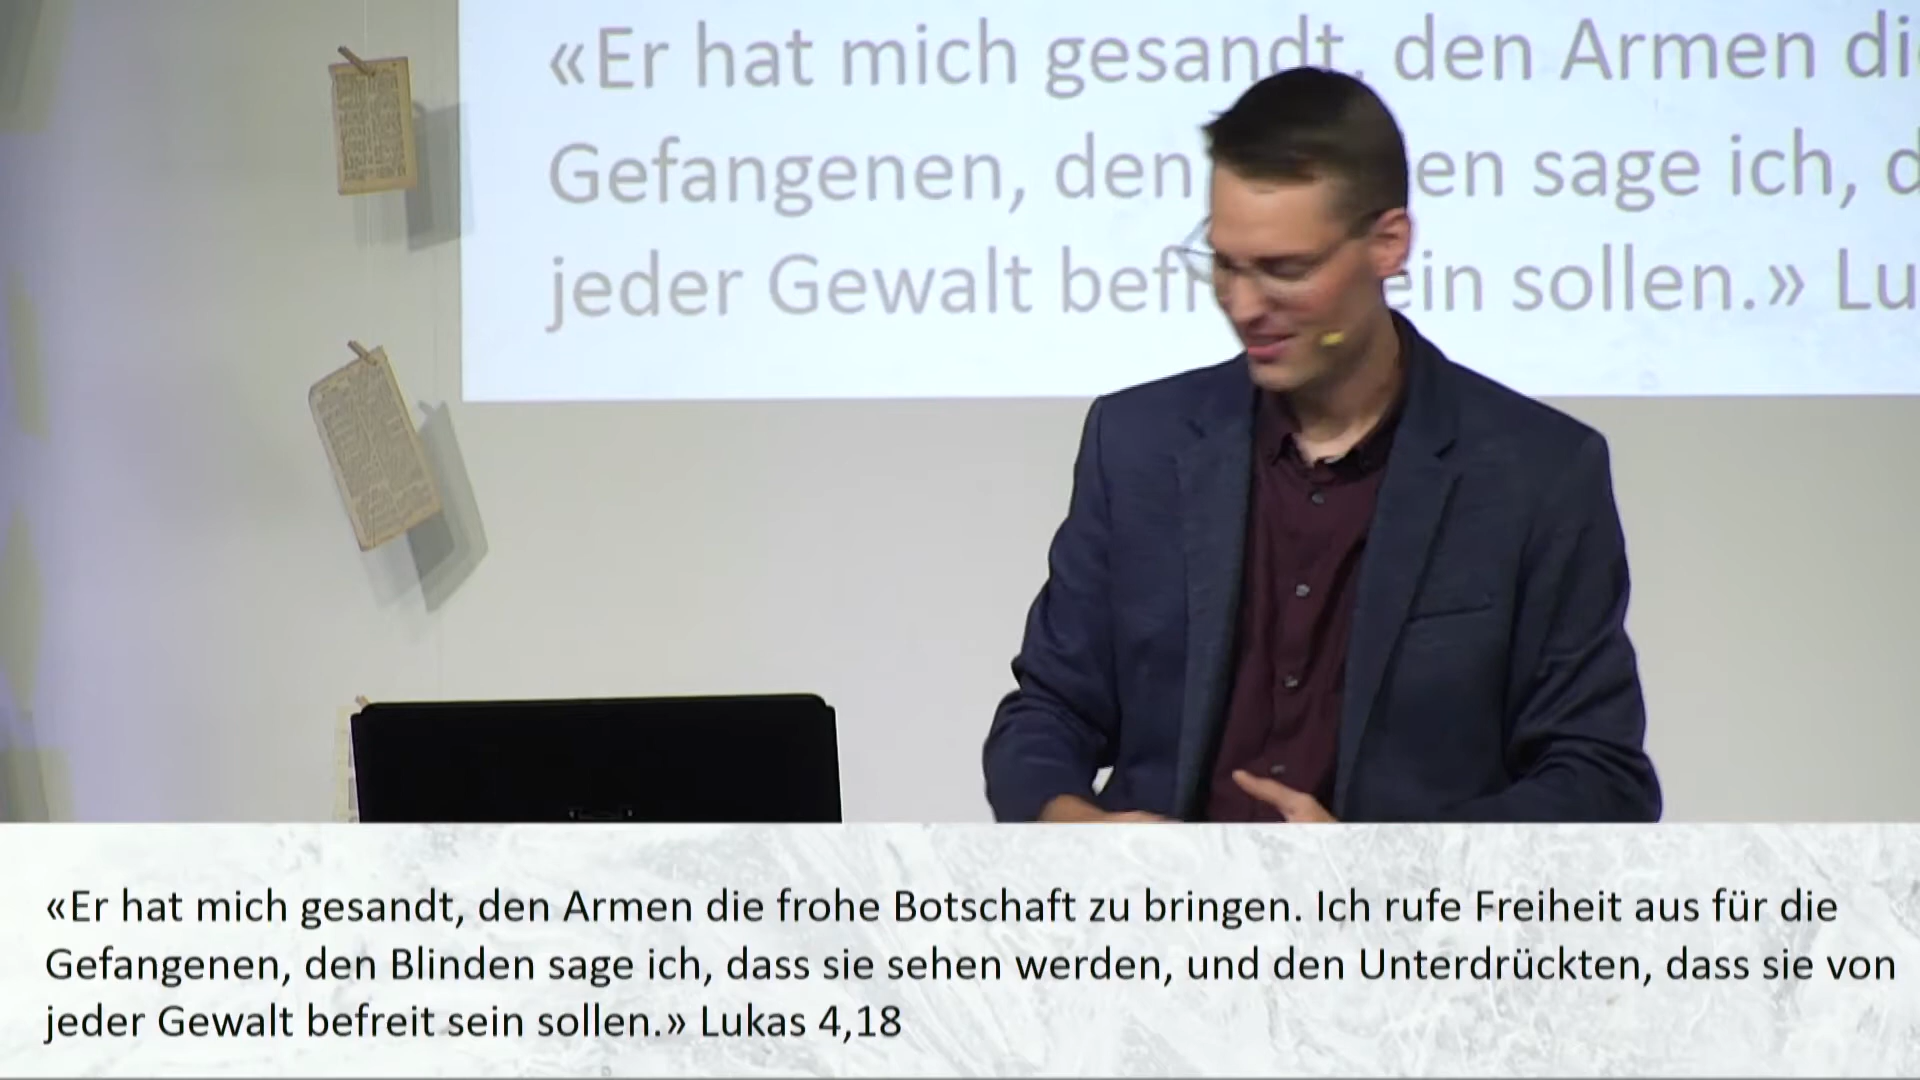 «Er hat mich gesandt, den Armen die
Gefangenen, den en sage ich, d
jeder Gewalt bef ein sollen.» Lu
«Er hat mich gesandt, den Armen die frohe Botschaft zu bringen. Ich rufe Freiheit aus für die
Gefangenen, den Blinden sage ich, dass sie sehen werden, und den Unterdrückten, dass sie von
jeder Gewalt befreit sein sollen.» Lukas 4,18